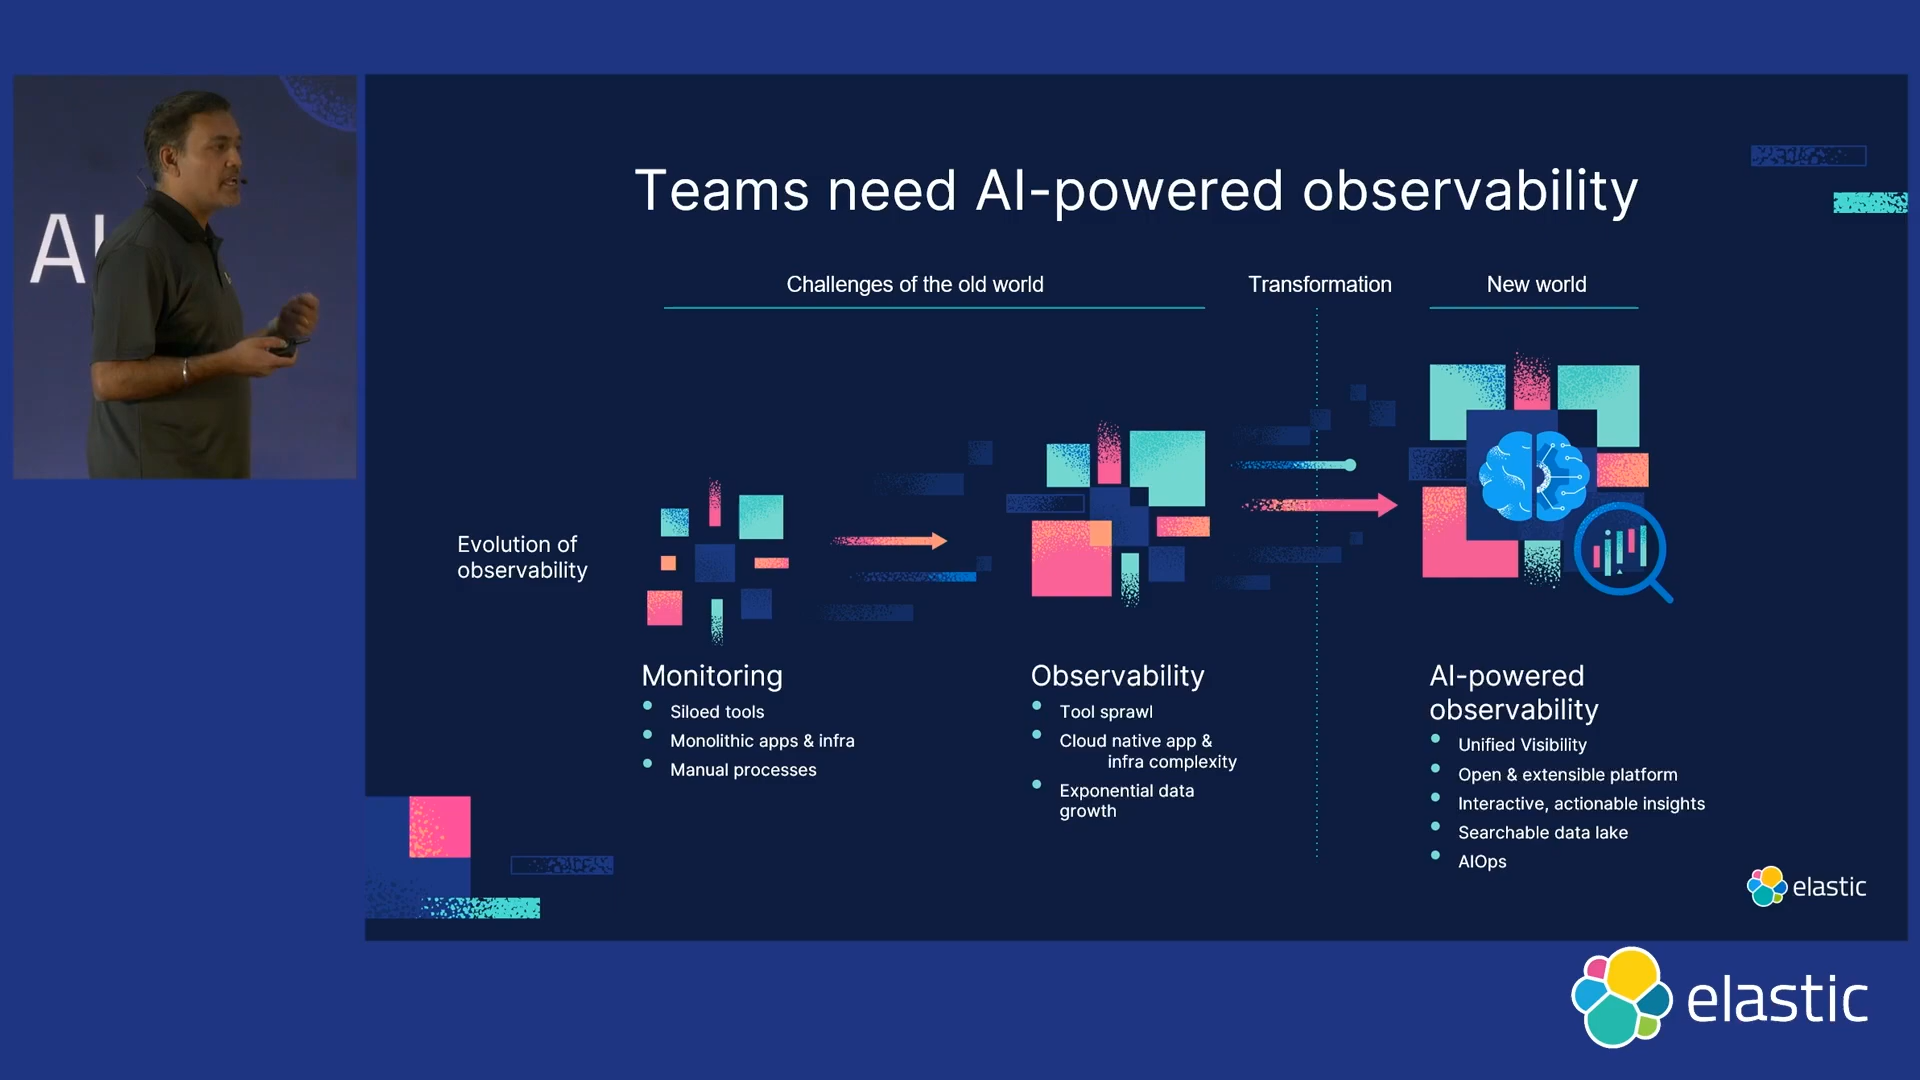 AI
Teams need AI-powered observability
Challenges of the old world
Transformation
New world
Evolution of
observability
Monitoring
Siloed tools
Monolithic apps & infra
Manual processes
Observability
Tool sprawl
Cloud native app &
infra complexity
Exponential data
growth
AI-powered
observability
Unified Visibility
Open & extensible platform
Interactive, actionable insights
Searchable data lake
AIOps
elastic
elastic